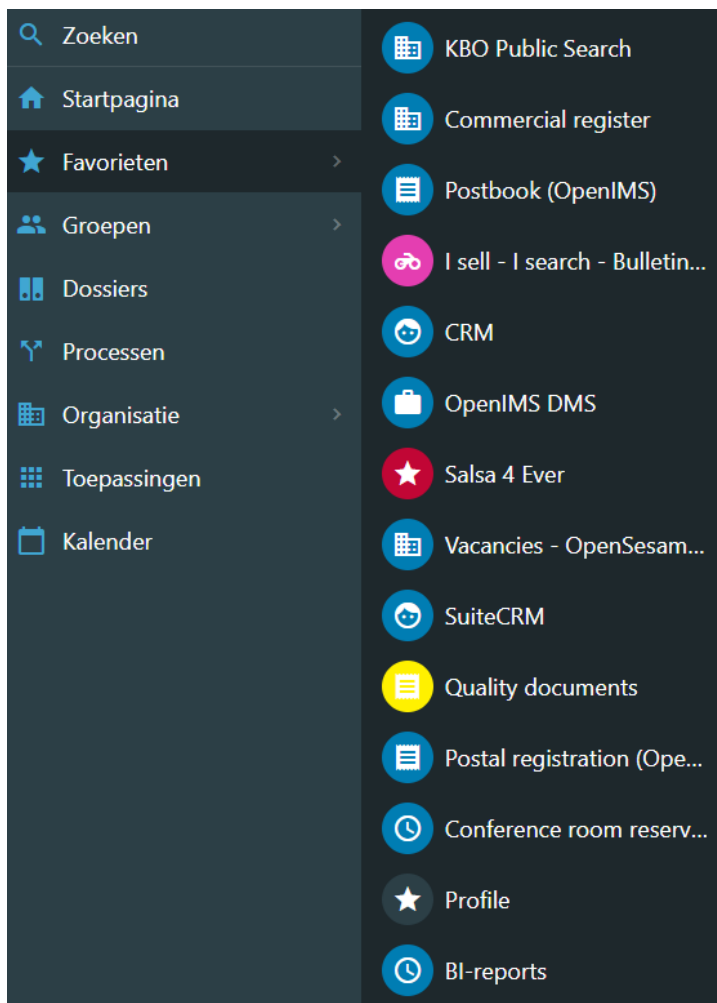 Zoeken
Startpagina
Favorieten
Groepen
Dossiers
Processen
Organisatie
Toepassingen
Kalender
KBO Public Search
Commercial register
Postbook (OpenIMS)
I sell - I search - Bulletin...
CRM
OpenIMS DMS
Salsa 4 Ever
Vacancies - OpenSesam...
SuiteCRM
Quality documents
Postal registration (Ope...
Conference room reserv...
Profile
BI-reports